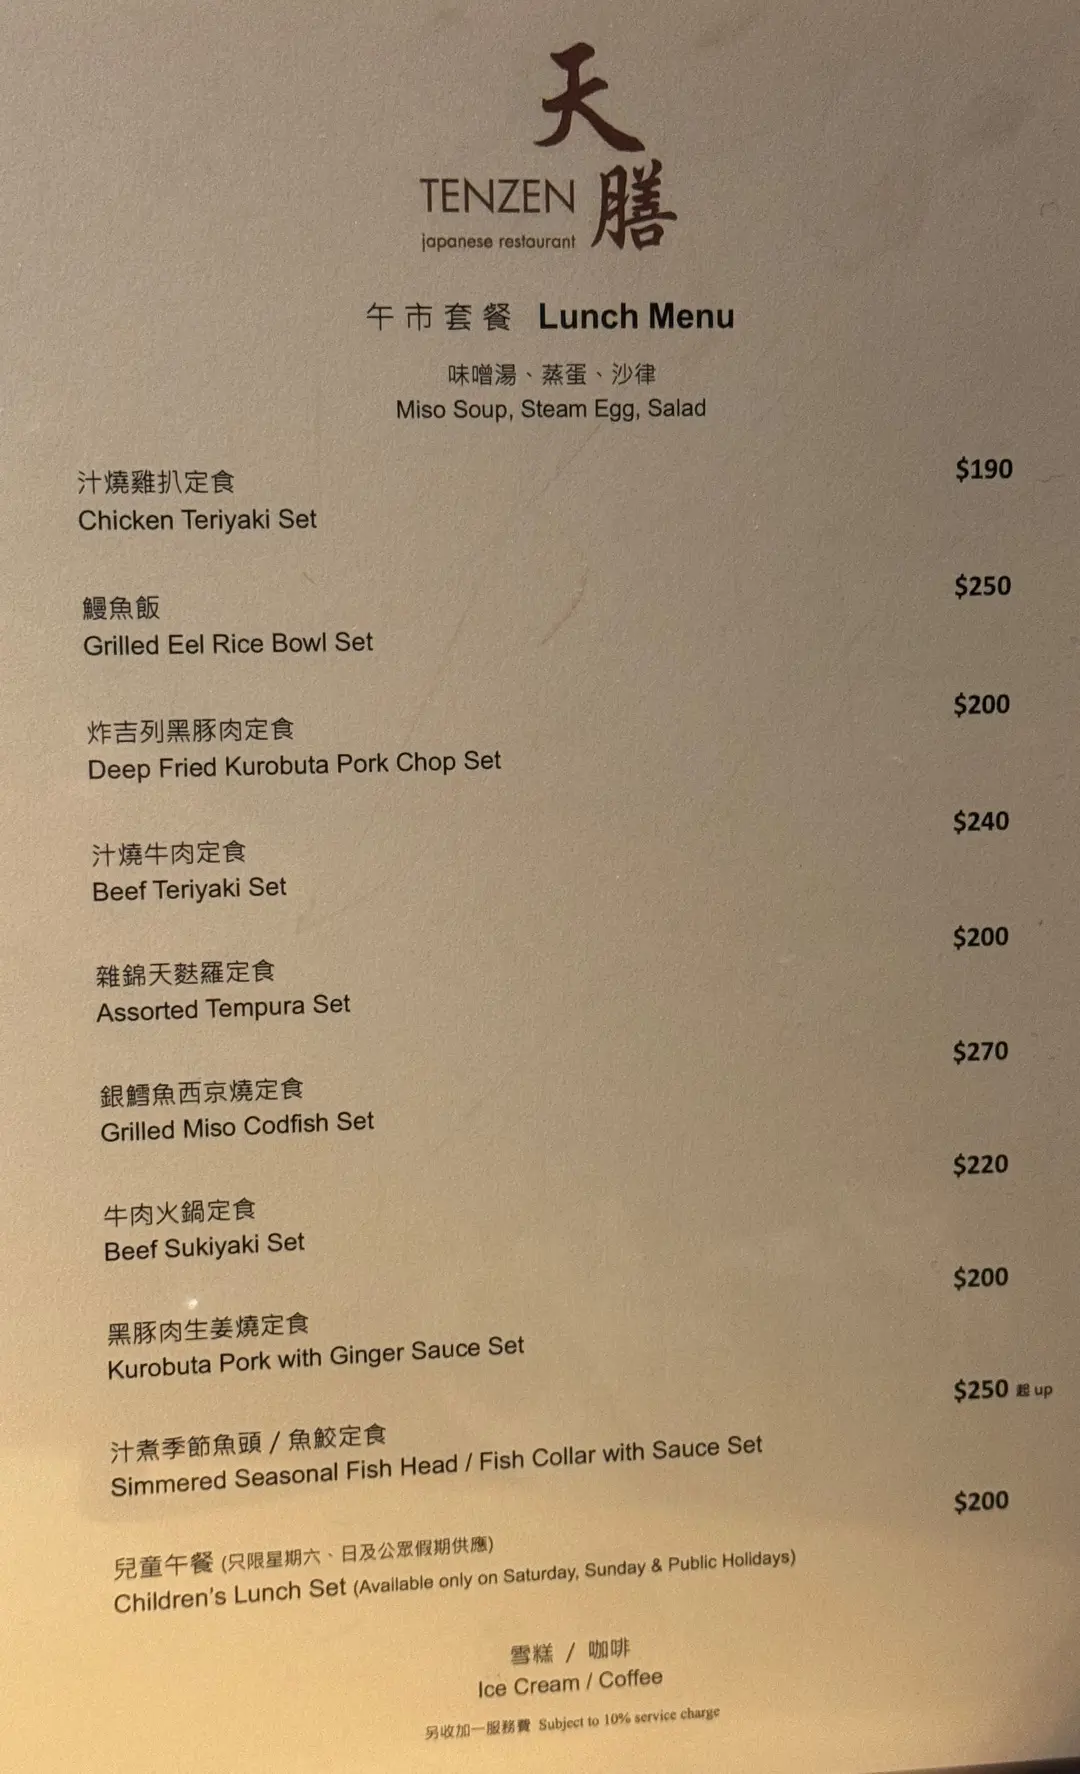 天膳
TENZEN
japanese restaurant
午市套餐 Lunch Menu
味噌湯、蒸蛋、沙律
Miso Soup, Steam Egg, Salad
汁燒雞扒定食
Chicken Teriyaki Set
$190
鰻魚飯
Grilled Eel Rice Bowl Set
$250
炸吉列黑豚肉定食
Deep Fried Kurobuta Pork Chop Set
$200
汁燒牛肉定食
Beef Teriyaki Set
$240
雜錦天麩羅定食
Assorted Tempura Set
$200
銀鱈魚西京燒定食
Grilled Miso Codfish Set
$270
牛肉火鍋定食
Beef Sukiyaki Set
$220
黑豚肉生姜燒定食
Kurobuta Pork with Ginger Sauce Set
$200
汁煮季節魚頭 / 魚鮫定食
Simmered Seasonal Fish Head / Fish Collar with Sauce Set
$250 起 up
兒童午餐 (只限星期六、日及公眾假期供應)
Children's Lunch Set (Available only on Saturday, Sunday & Public Holidays)
$200
雪糕 / 咖啡
Ice Cream / Coffee
另收加一服務費 Subject to 10% service charge